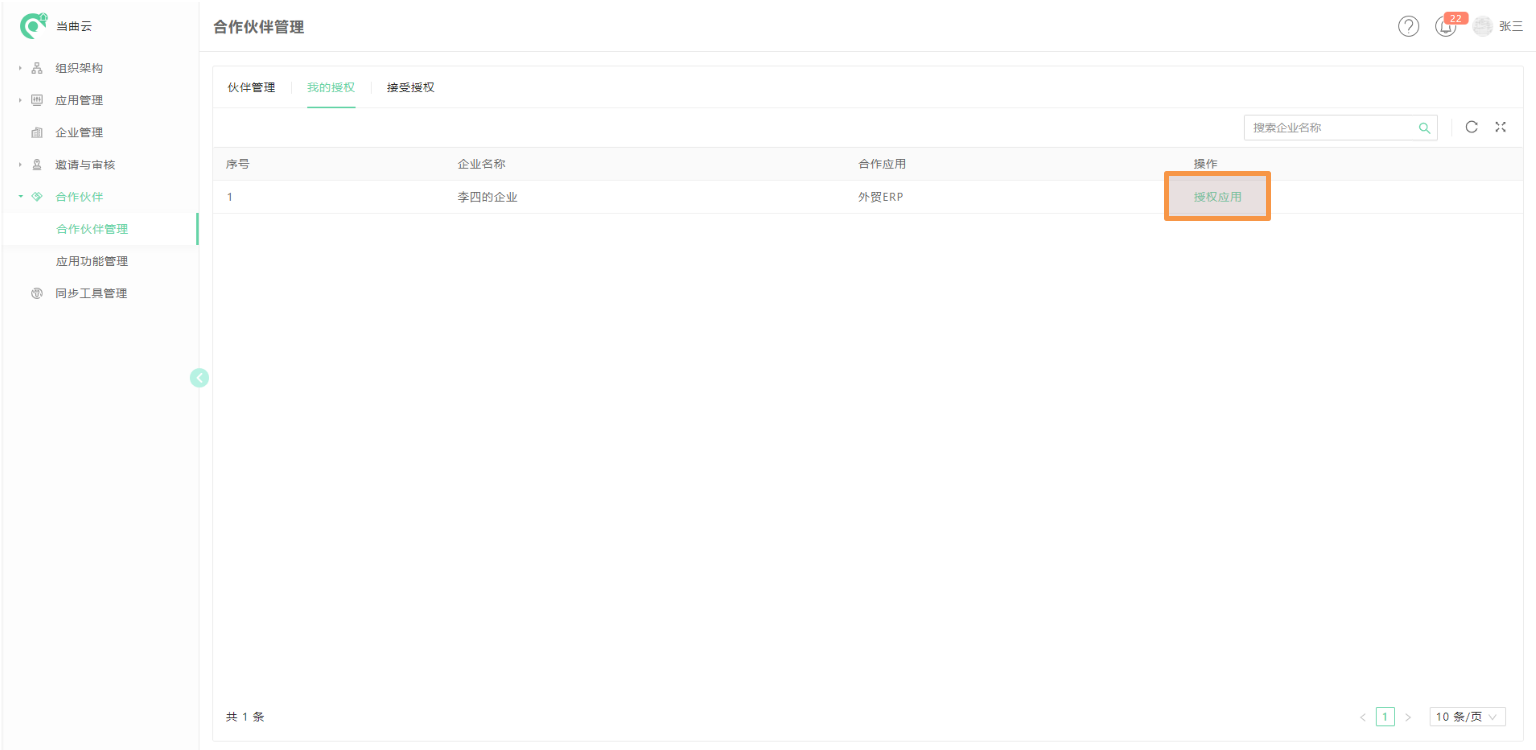 当曲云
合作伙伴管理
22
张三
组织架构
应用管理
企业管理
邀请与审核
合作伙伴
合作伙伴管理
应用功能管理
同步工具管理
伙伴管理 我的授权 接受授权
搜索企业名称
序号 企业名称 合作应用 操作
1 李四的企业 外贸ERP 授权应用
共 1 条
1
10 条/页